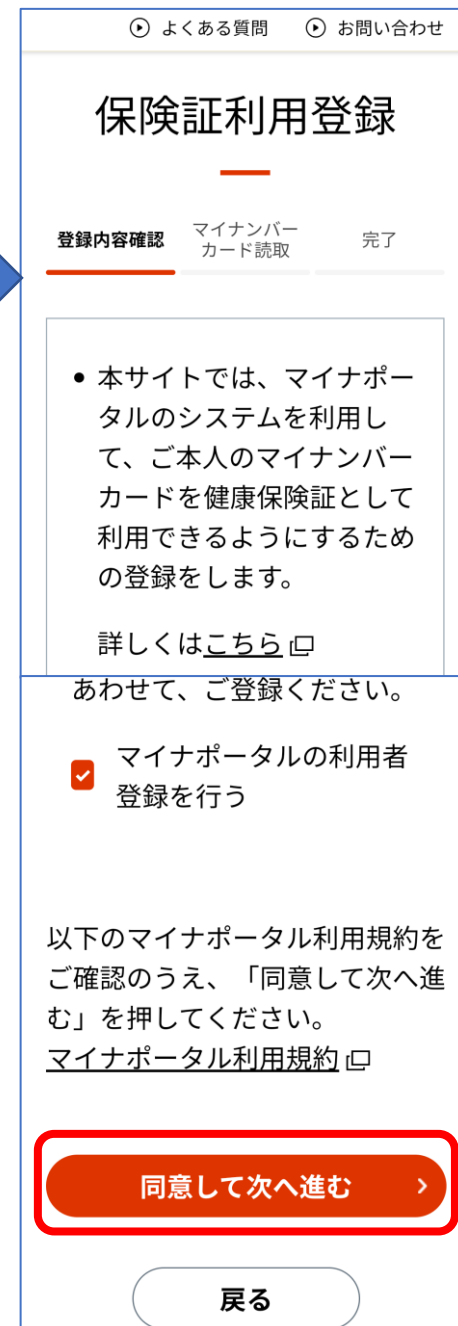 よくある質問 お問い合わせ
保険証利用登録
登録内容確認
マイナンバー
カード読取
完了
• 本サイトでは、マイナポー
タルのシステムを利用し
て、ご本人のマイナンバー
カードを健康保険証として
利用できるようにするため
の登録をします。
詳しくはこちら
あわせて、ご登録ください。
マイナポータルの利用者
登録を行う
以下のマイナポータル利用規約を
ご確認のうえ、「同意して次へ進
む」を押してください。
マイナポータル利用規約
同意して次へ進む
戻る